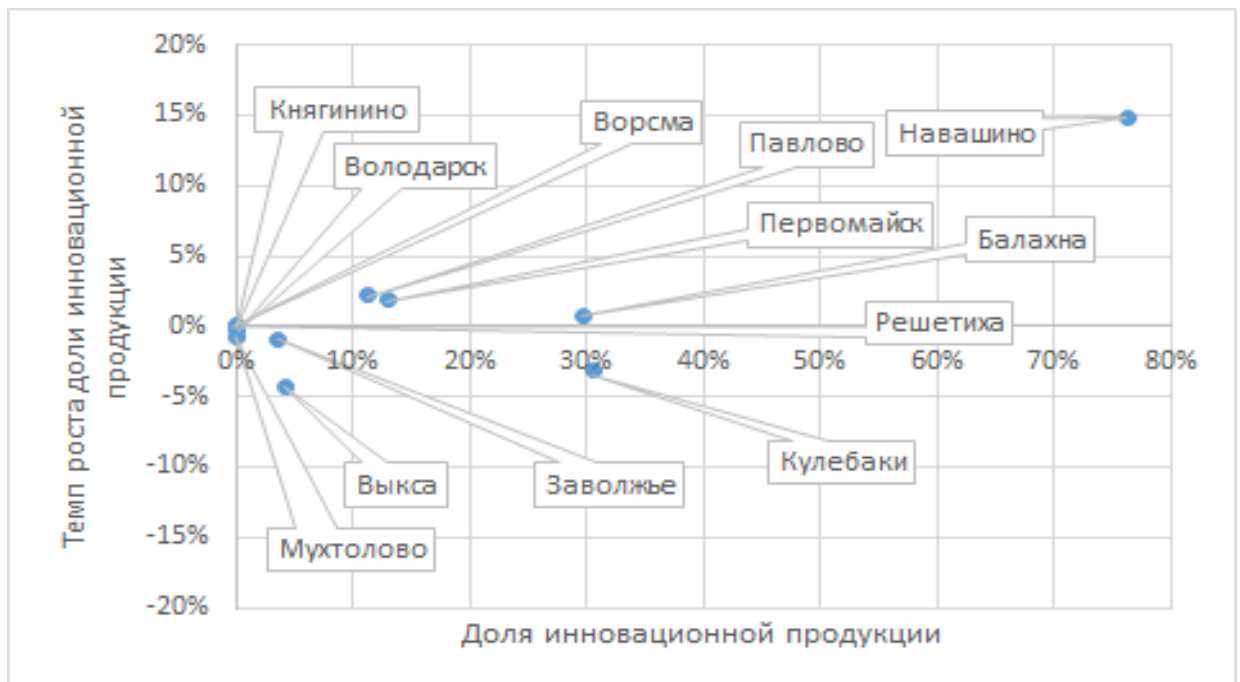 20%
15%
10%
5%
0%
-5%
-10%
-15%
-20%
0% 10% 20% 30% 40% 50% 60% 70% 80%
Темп роста доли инновационной
продукции
Доля инновационной продукции
Княгинино
Володарск
Ворсма
Павлово
Навашино
Первомайск
Балахна
Решетиха
Кулебаки
Заволжье
Выкса
Мухтолово